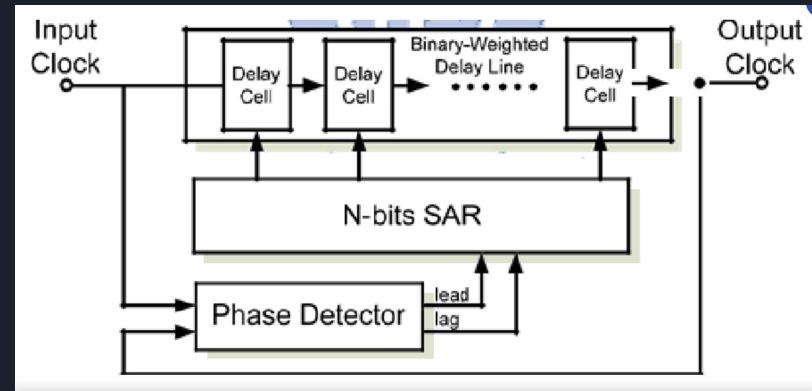 Input
Clock
Output
Clock
Binary-Weighted
Delay Line
Delay
Cell
Delay
Cell
Delay
Cell
N-bits SAR
Phase Detector
lead
lag